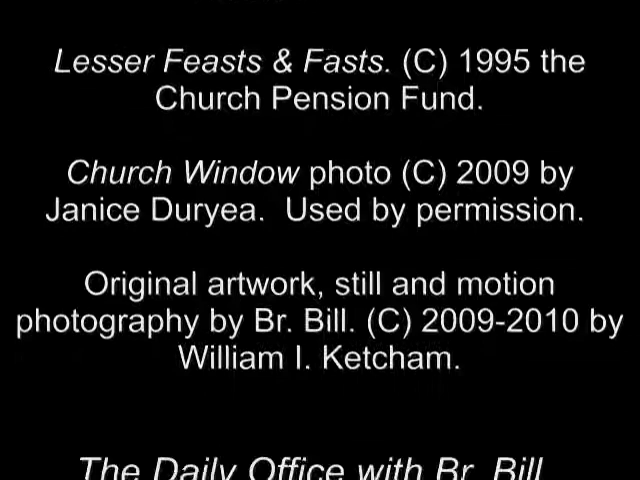 Lesser Feasts & Fasts. (C) 1995 the
Church Pension Fund.
Church Window photo (C) 2009 by
Janice Duryea.  Used by permission.
Original artwork, still and motion
photography by Br. Bill. (C) 2009-2010 by
William I. Ketcham.
The Daily Office with Br. Bill